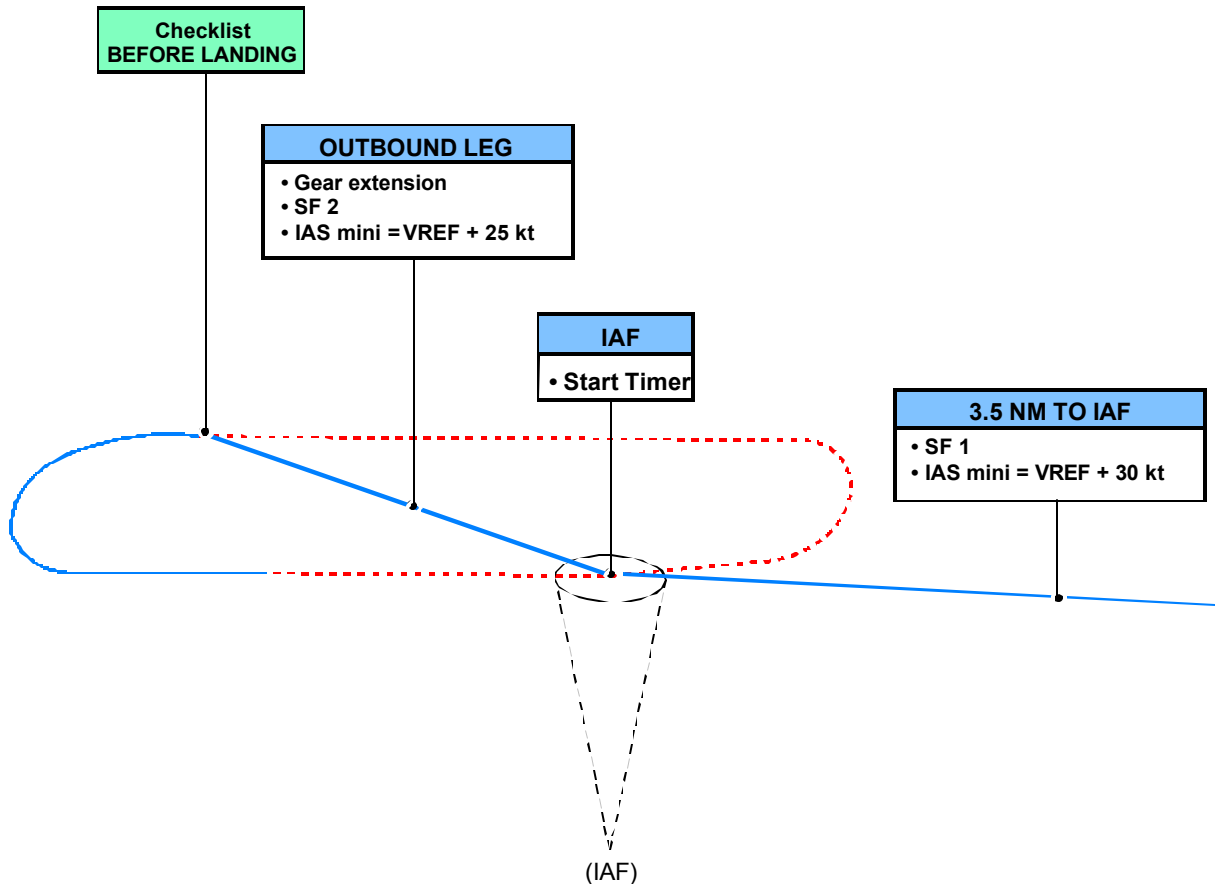 Checklist
BEFORE LANDING
OUTBOUND LEG
• Gear extension
• SF 2
• IAS mini = VREF + 25 kt
IAF
• Start Timer
3.5 NM TO IAF
• SF 1
• IAS mini = VREF + 30 kt
(IAF)